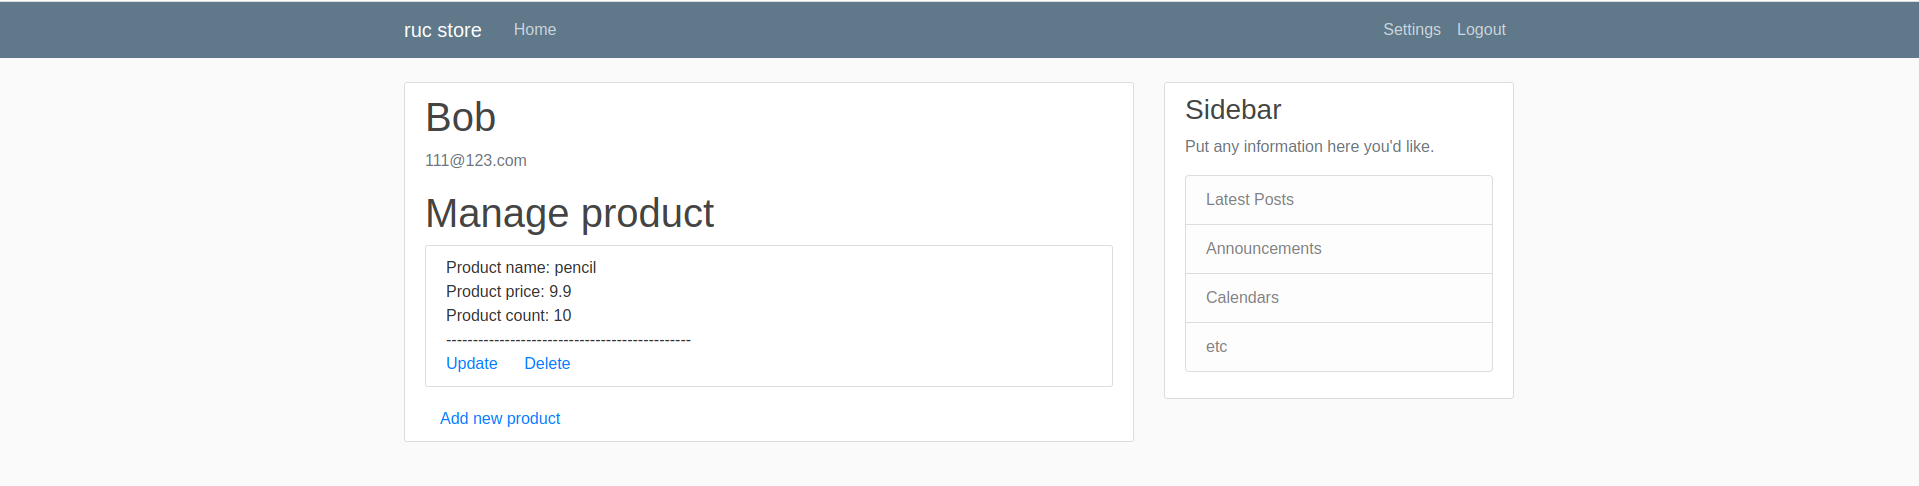 ruc store Home Settings Logout
Bob
111@123.com
Manage product
Product name: pencil
Product price: 9.9
Product count: 10
----------------------------------------------
Update Delete
Add new product
Sidebar
Put any information here you'd like.
Latest Posts
Announcements
Calendars
etc